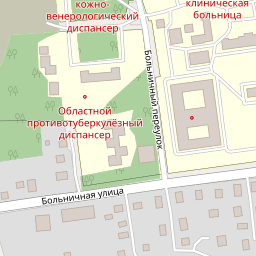 кожно-
венерологический
диспансер
клиническая
больница
Больничный переулок
Областной
противотуберкулёзный
диспансер
Больничная улица